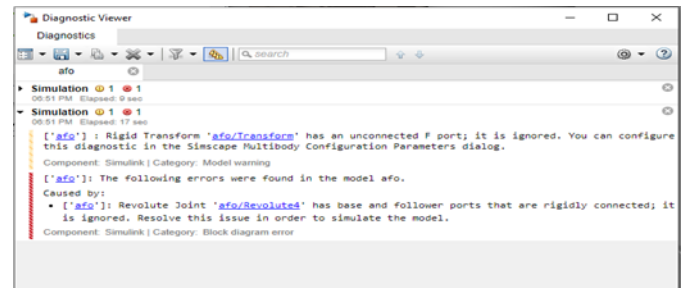 Diagnostic Viewer
Diagnostics
search
afo
Simulation 1 1
06:51 PM Elapsed: 9 sec
Simulation 1 1
06:51 PM Elapsed: 17 sec
['afo'] : Rigid Transform 'afo/Transform' has an unconnected F port; it is ignored. You can configure
this diagnostic in the Simscape Multibody Configuration Parameters dialog.
Component: Simulink | Category: Model warning
['afo']: The following errors were found in the model afo.
Caused by:
• ['afo']: Revolute Joint 'afo/Revolute4' has base and follower ports that are rigidly connected; it
is ignored. Resolve this issue in order to simulate the model.
Component: Simulink | Category: Block diagram error